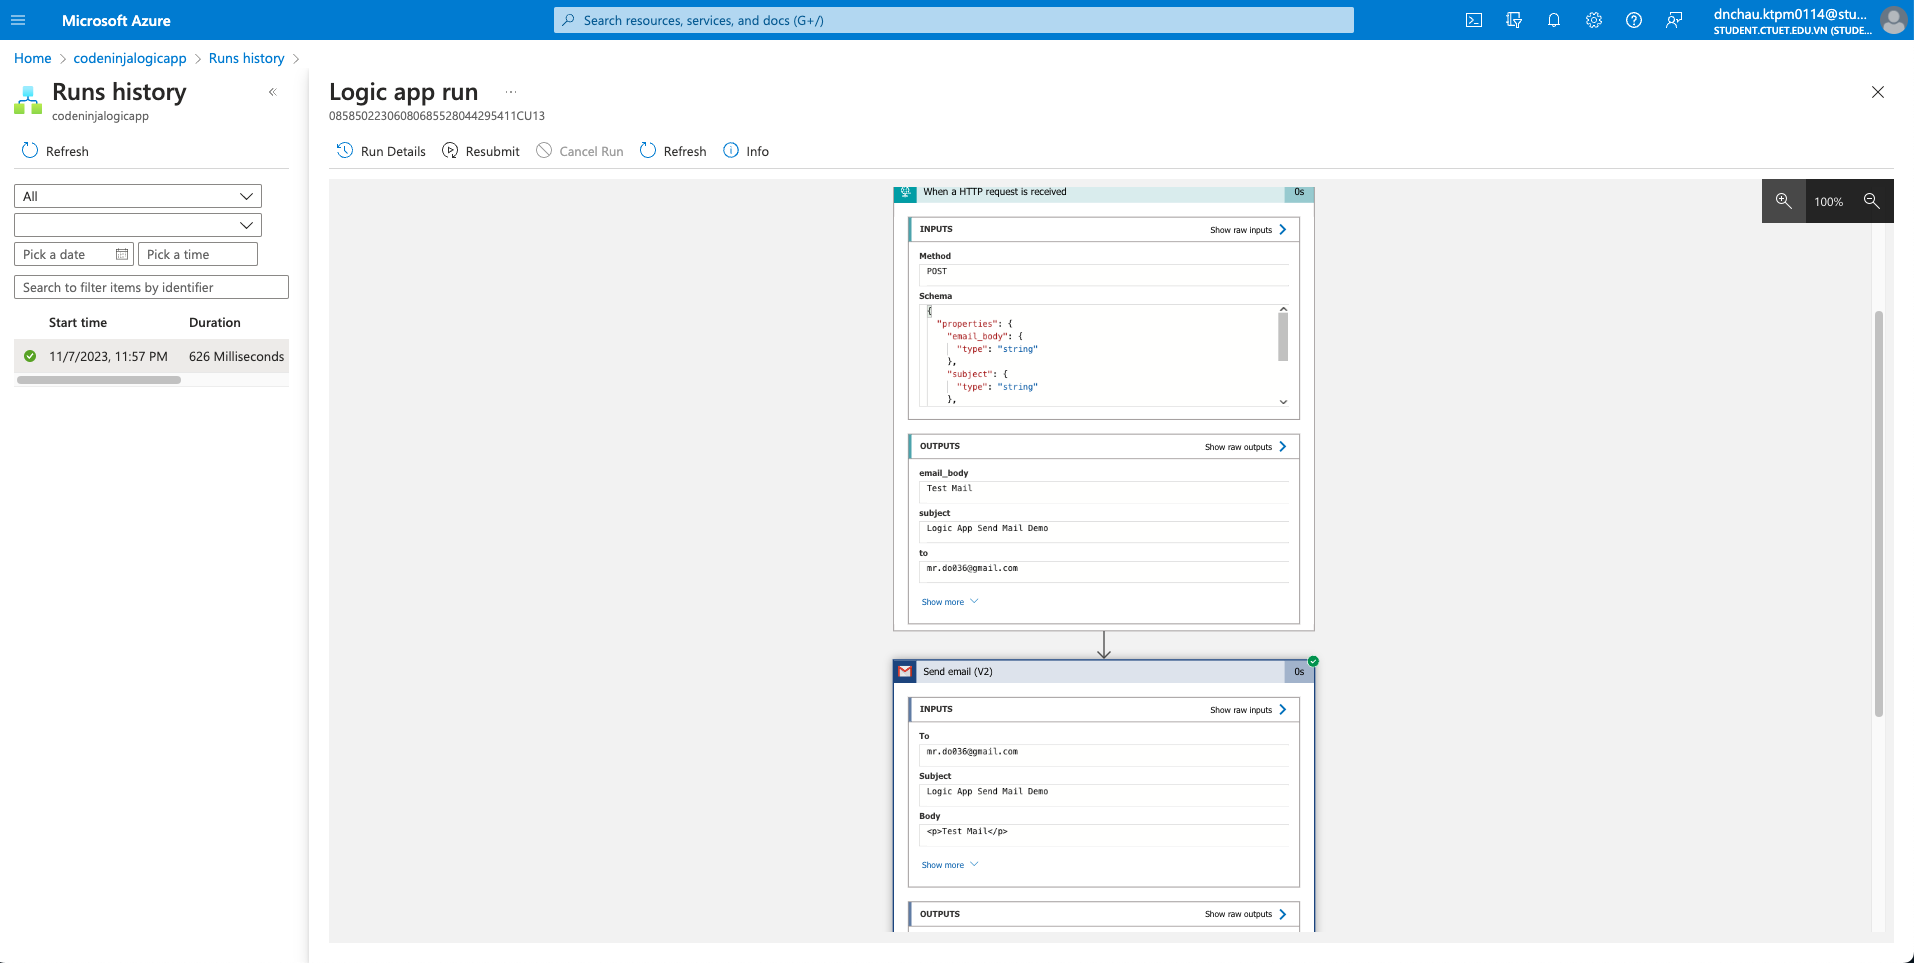 Microsoft Azure
Search resources, services, and docs (G+/)
dnchau.ktpm0114@stu...
STUDENT.CTUET.EDU.VN (STUDE...
Home > codeninjalogicapp > Runs history >
Runs history
codeninjalogicapp
Refresh
All
Pick a date
Pick a time
Search to filter items by identifier
Start time Duration
11/7/2023, 11:57 PM 626 Milliseconds
Logic app run ...
08585022306080685528044295411CU13
Run Details Resubmit Cancel Run Refresh Info
100%
When a HTTP request is received 0s
INPUTS Show raw inputs
Method
POST
Schema
{
"properties": {
"email_body": {
"type": "string"
},
"subject": {
"type": "string"
},
OUTPUTS Show raw outputs
email_body
Test Mail
subject
Logic App Send Mail Demo
to
mr.do036@gmail.com
Show more
Send email (V2) 0s
INPUTS Show raw inputs
To
mr.do036@gmail.com
Subject
Logic App Send Mail Demo
Body
<p>Test Mail</p>
Show more
OUTPUTS Show raw outputs